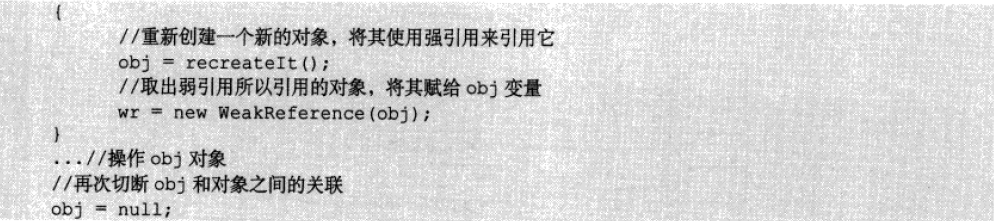 {
//重新创建一个新的对象，将其使用强引用来引用它
obj = recreateIt();
//取出弱引用所以引用的对象，将其赋给 obj 变量
wr = new WeakReference(obj);
}
...//操作 obj 对象
//再次切断 obj 和对象之间的关联
obj = null;